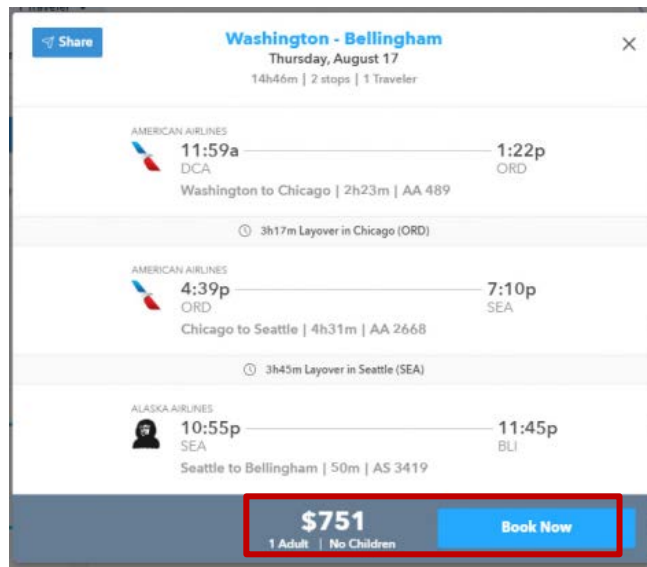 1 Traveler
Share
Washington - Bellingham
Thursday, August 17
14h46m | 2 stops | 1 Traveler
AMERICAN AIRLINES
11:59a 1:22p
DCA ORD
Washington to Chicago | 2h23m | AA 489
3h17m Layover in Chicago (ORD)
AMERICAN AIRLINES
4:39p 7:10p
ORD SEA
Chicago to Seattle | 4h31m | AA 2668
3h45m Layover in Seattle (SEA)
ALASKA AIRLINES
10:55p 11:45p
SEA BLI
Seattle to Bellingham | 50m | AS 3419
$751
1 Adult | No Children
Book Now